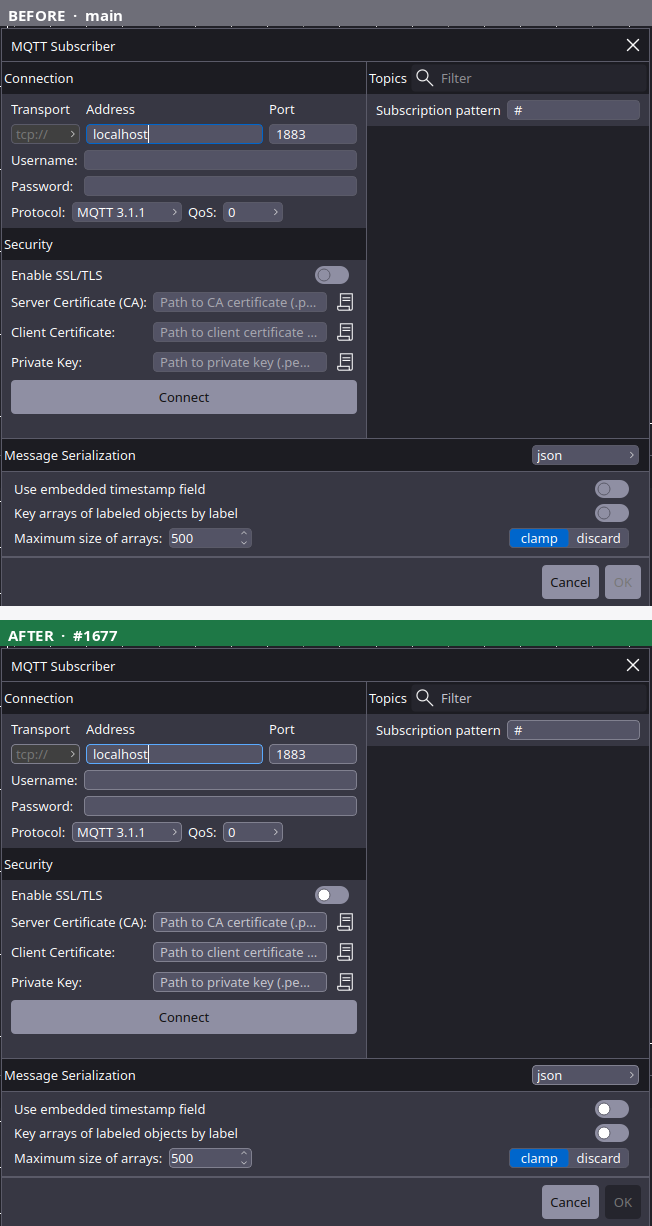 BEFORE · main
MQTT Subscriber
Connection
Topics
Filter
Transport
Address
Port
Subscription pattern
#
tcp://
localhost
1883
Username:
Password:
Protocol:
MQTT 3.1.1
QoS:
0
Security
Enable SSL/TLS
Server Certificate (CA):
Path to CA certificate (.p...
Client Certificate:
Path to client certificate ...
Private Key:
Path to private key (.pe...
Connect
Message Serialization
json
Use embedded timestamp field
Key arrays of labeled objects by label
Maximum size of arrays:
500
clamp
discard
Cancel
OK
AFTER · #1677
MQTT Subscriber
Connection
Topics
Filter
Transport
Address
Port
Subscription pattern
#
tcp://
localhost
1883
Username:
Password:
Protocol:
MQTT 3.1.1
QoS:
0
Security
Enable SSL/TLS
Server Certificate (CA):
Path to CA certificate (.p...
Client Certificate:
Path to client certificate ...
Private Key:
Path to private key (.pe...
Connect
Message Serialization
json
Use embedded timestamp field
Key arrays of labeled objects by label
Maximum size of arrays:
500
clamp
discard
Cancel
OK